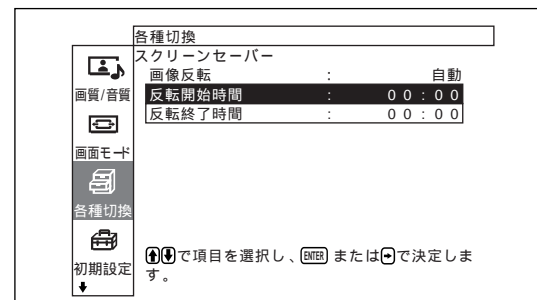 各種切換
スクリーンセーバー
画像反転 : 自動
反転開始時間 : 00:00
反転終了時間 : 00:00
画質/音質
画面モード
各種切換
初期設定
で項目を選択し、ENTER またはで決定しま
す。